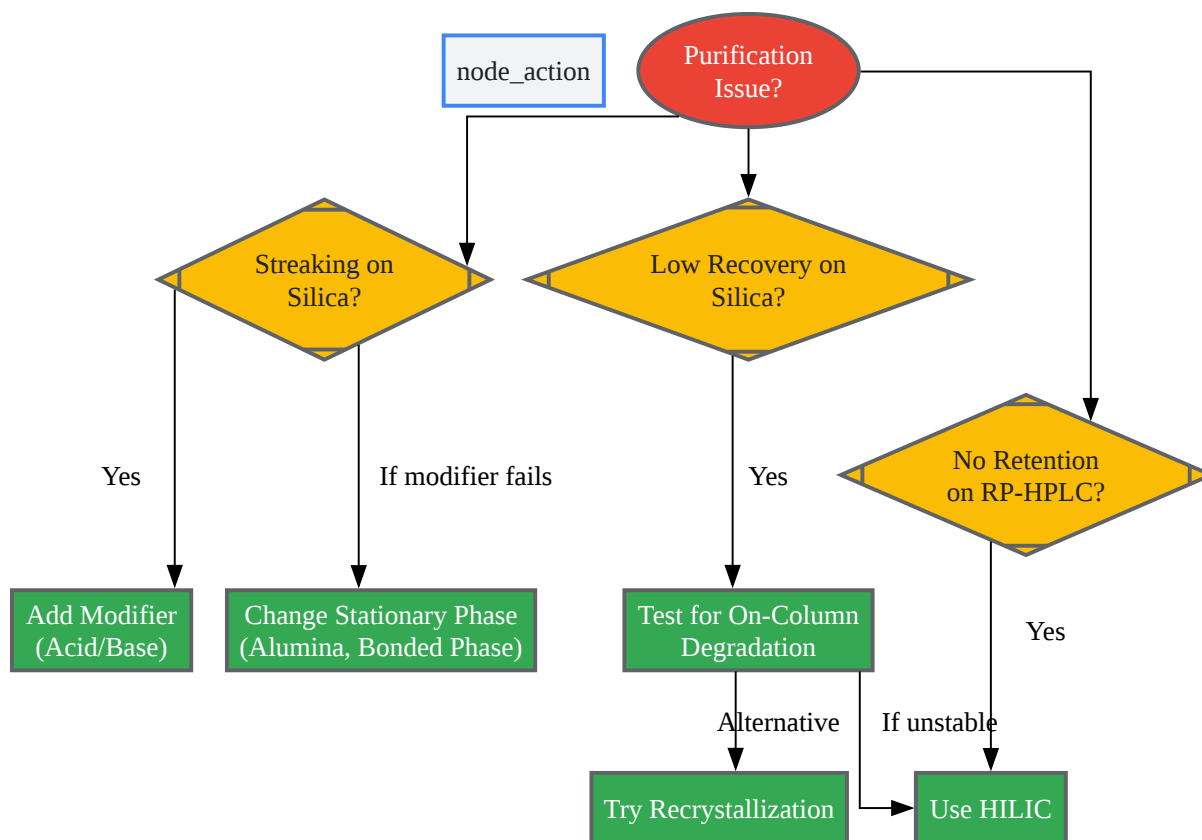 node_action
Purification
Issue?
Streaking on
Silica?
Low Recovery on
Silica?
No Retention
on RP-HPLC?
Yes
If modifier fails
Yes
Yes
Add Modifier
(Acid/Base)
Change Stationary Phase
(Alumina, Bonded Phase)
Test for On-Column
Degradation
Alternative
If unstable
Try Recrystallization
Use HILIC